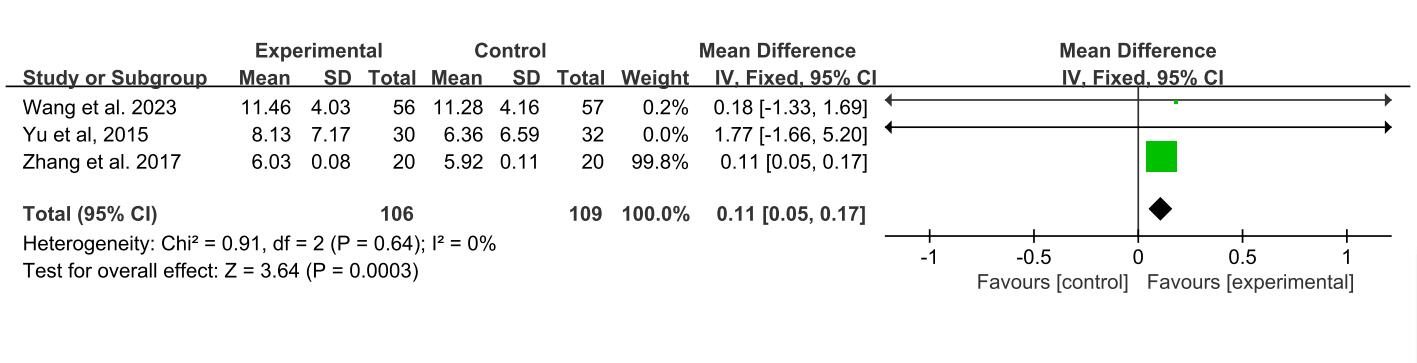 Experimental Control Mean Difference Mean Difference
Study or Subgroup Mean SD Total Mean SD Total Weight IV, Fixed, 95% CI IV, Fixed, 95% CI
Wang et al. 2023 11.46 4.03 56 11.28 4.16 57 0.2% 0.18 [-1.33, 1.69]
Yu et al, 2015 8.13 7.17 30 6.36 6.59 32 0.0% 1.77 [-1.66, 5.20]
Zhang et al. 2017 6.03 0.08 20 5.92 0.11 20 99.8% 0.11 [0.05, 0.17]
Total (95% CI) 106 109 100.0% 0.11 [0.05, 0.17]
Heterogeneity: Chi² = 0.91, df = 2 (P = 0.64); I² = 0%
Test for overall effect: Z = 3.64 (P = 0.0003)
-1 -0.5 0 0.5 1
Favours [control] Favours [experimental]